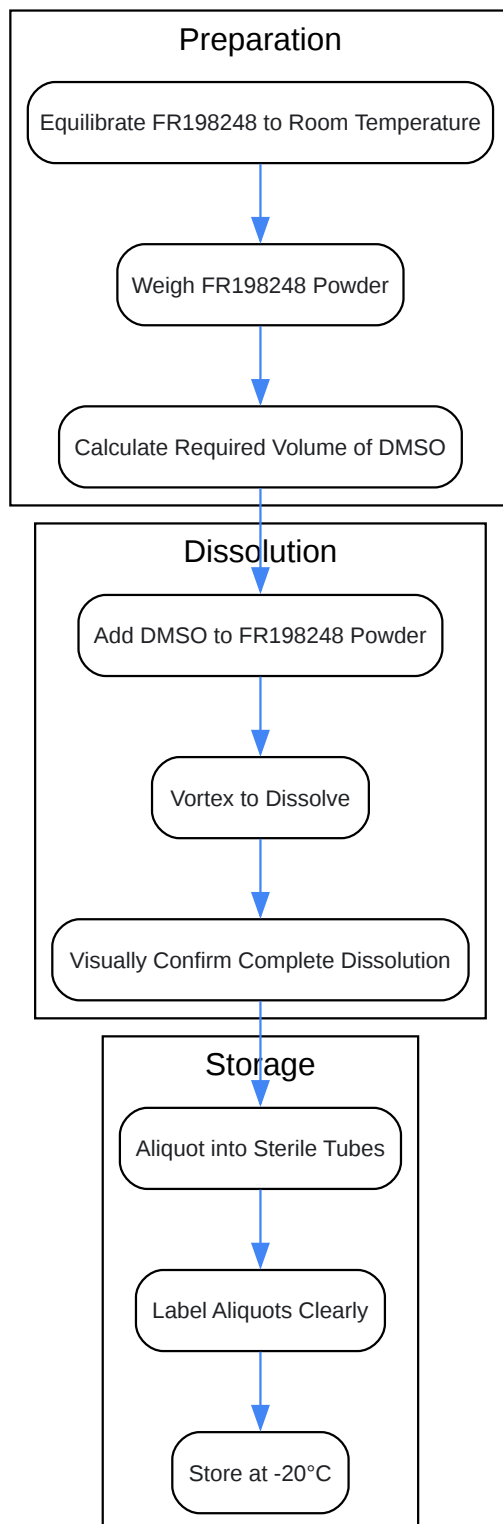 Preparation
Equilibrate FR198248 to Room Temperature
Weigh FR198248 Powder
Calculate Required Volume of DMSO
Dissolution
Add DMSO to FR198248 Powder
Vortex to Dissolve
Visually Confirm Complete Dissolution
Storage
Aliquot into Sterile Tubes
Label Aliquots Clearly
Store at -20°C